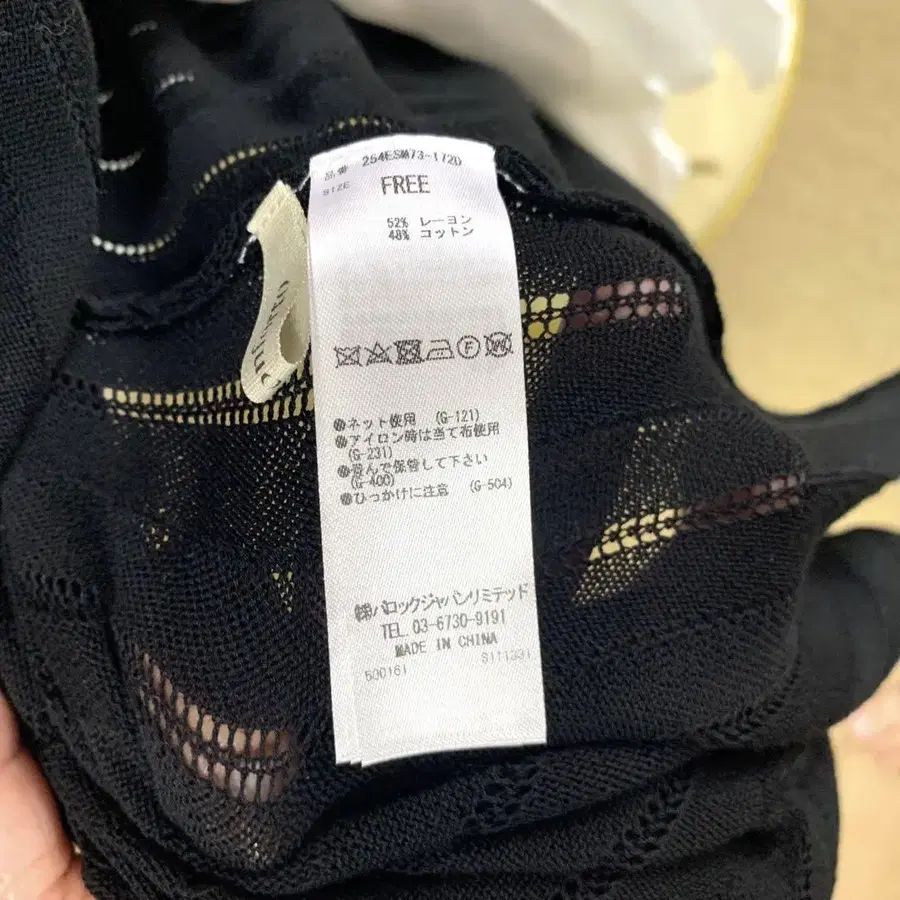 品番 254ESM73-172D
SIZE FREE
52% レーヨン
48% コットン
ネット使用 (G-121)
アイロン時は当て布使用
(G-231)
畳んで保管して下さい
(G-400)
ひっかけに注意 (G-504)
㈱バロックジャパンリミテッド
TEL. 03-6730-9191
MADE IN CHINA
500161 S111331